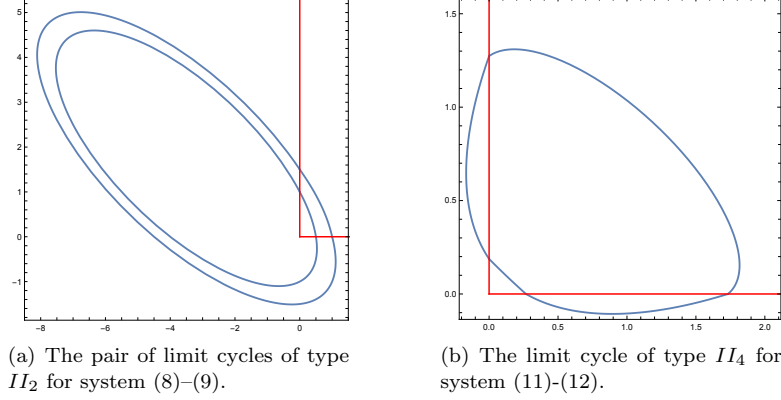 5
4
3
2
1
0
−1
−8 −6 −4 −2 0
1.5
1.0
0.5
0.0
0.0 0.5 1.0 1.5 2.0
(a) The pair of limit cycles of type
II₂ for system (8)–(9).
(b) The limit cycle of type II₄ for
system (11)-(12).